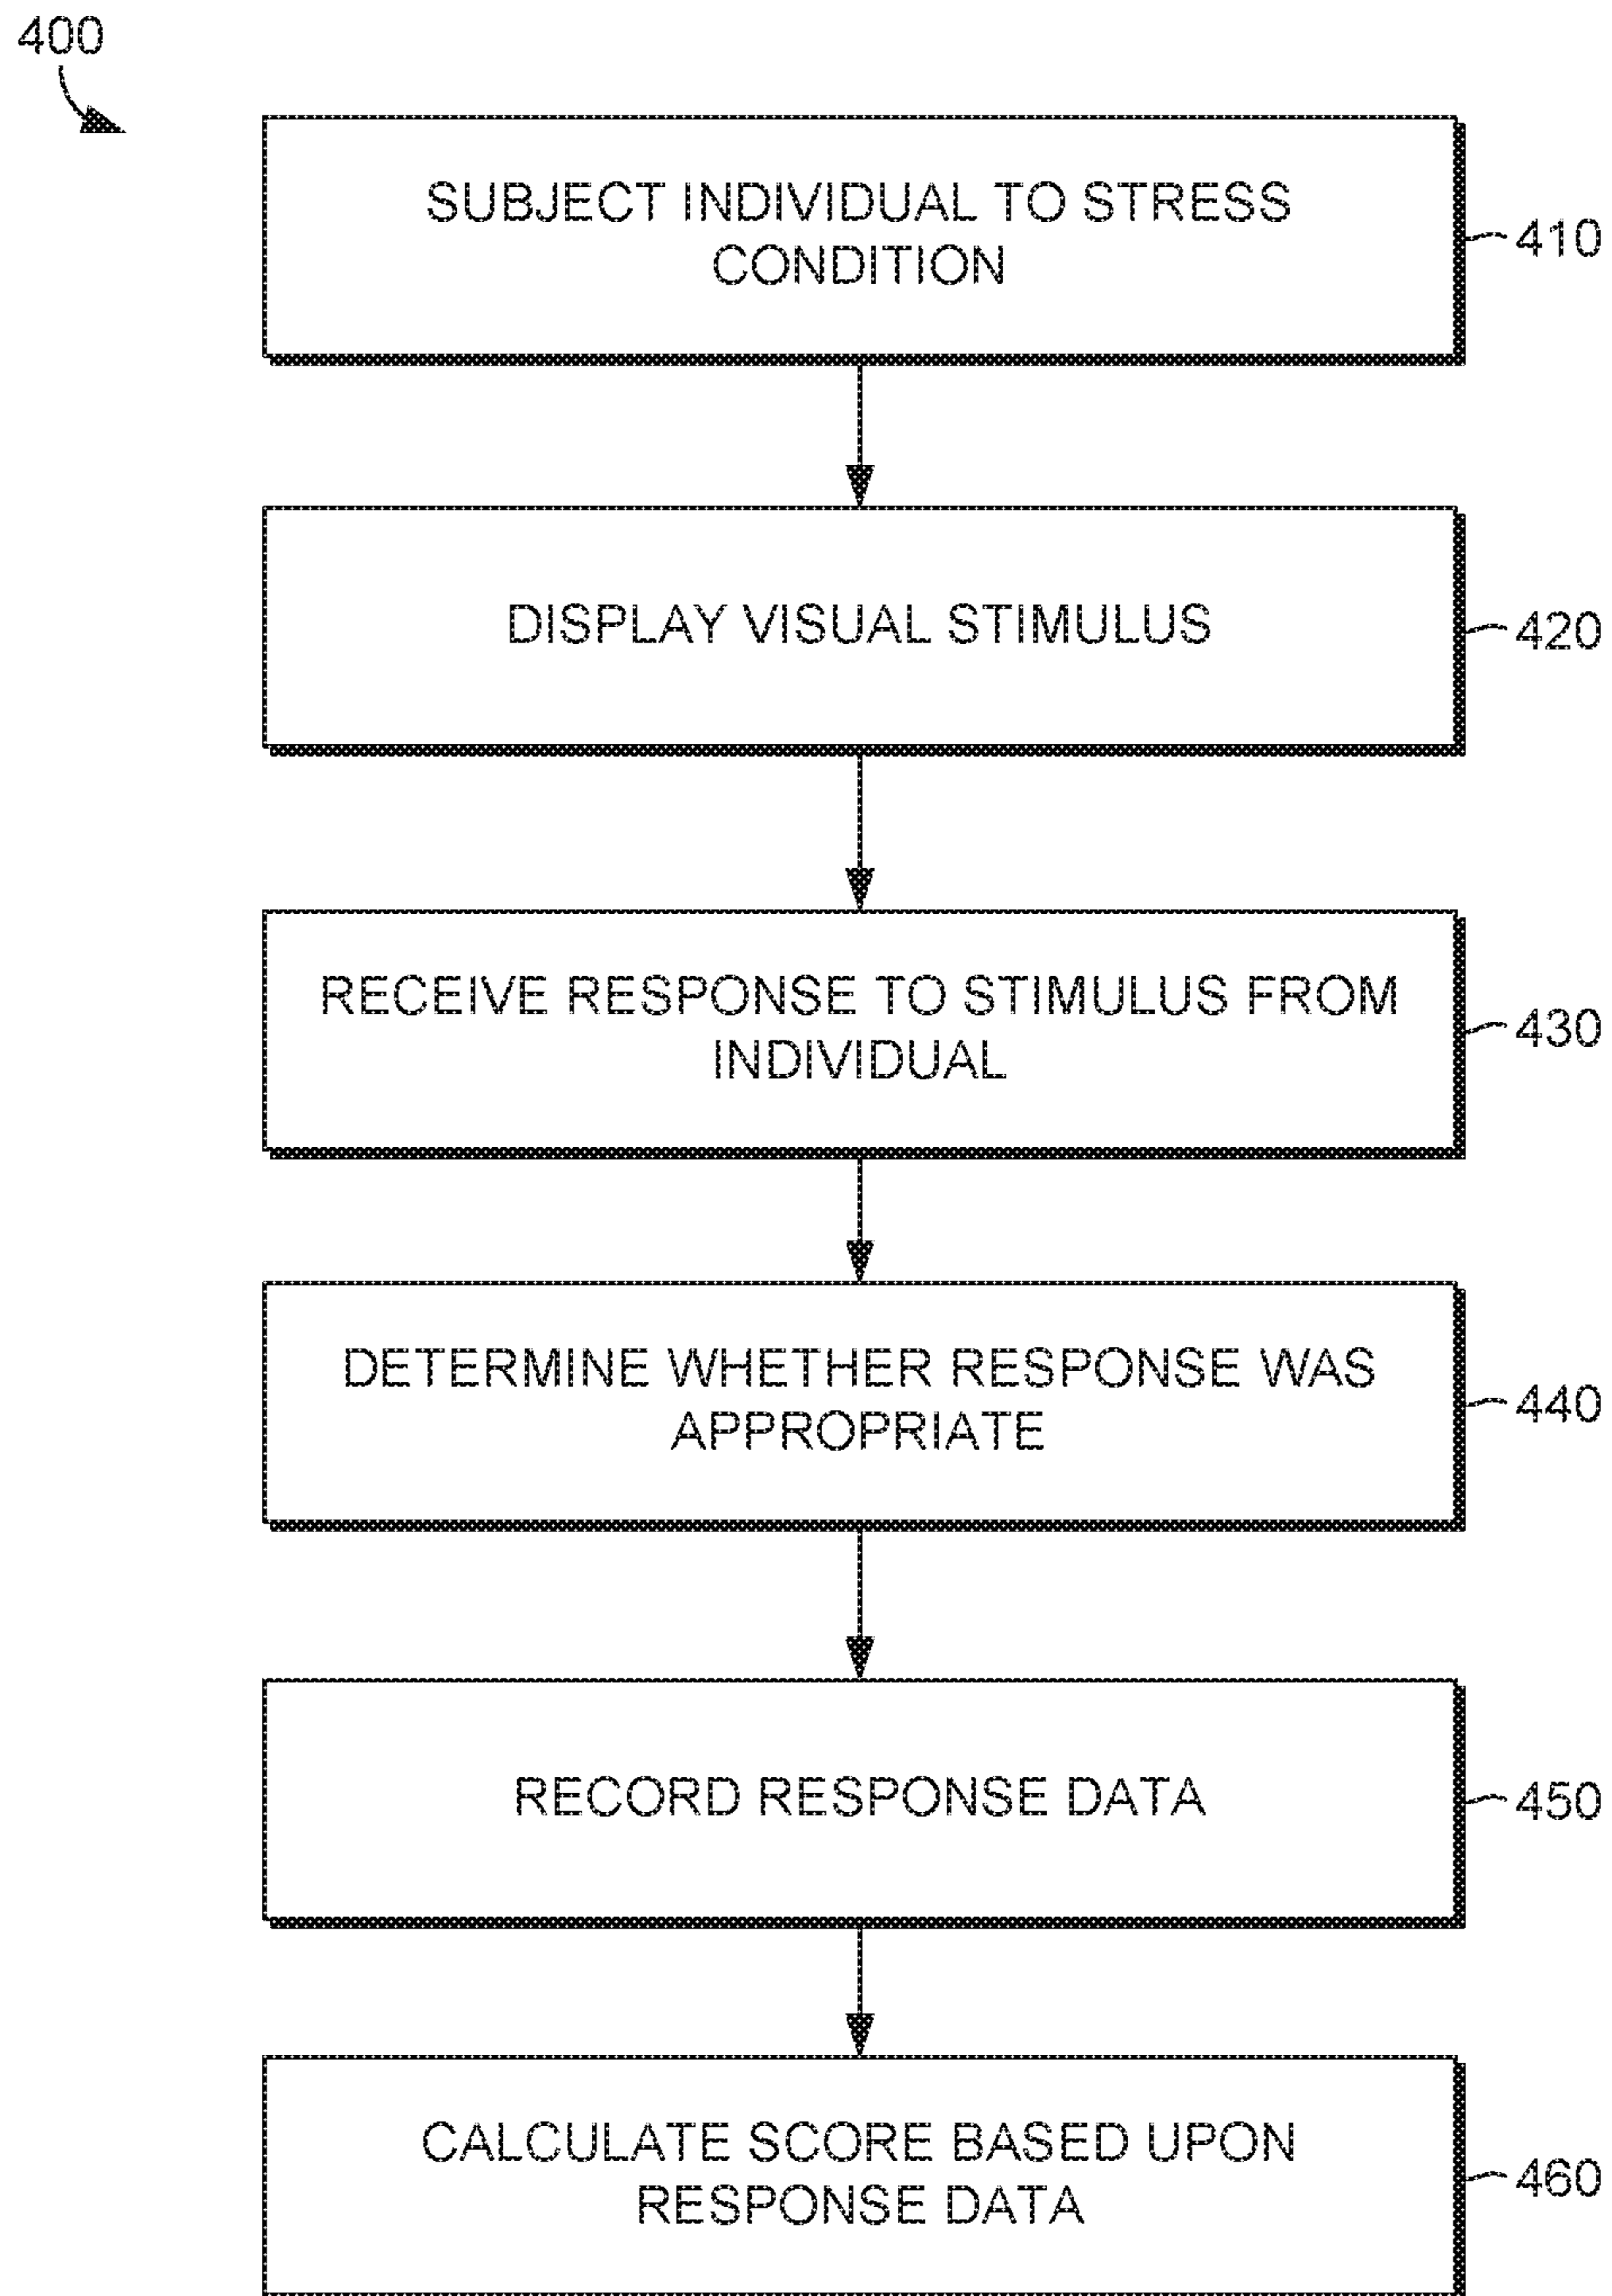 400
SUBJECT INDIVIDUAL TO STRESS
CONDITION
410
DISPLAY VISUAL STIMULUS
420
RECEIVE RESPONSE TO STIMULUS FROM
INDIVIDUAL
430
DETERMINE WHETHER RESPONSE WAS
APPROPRIATE
440
RECORD RESPONSE DATA
450
CALCULATE SCORE BASED UPON
RESPONSE DATA
460